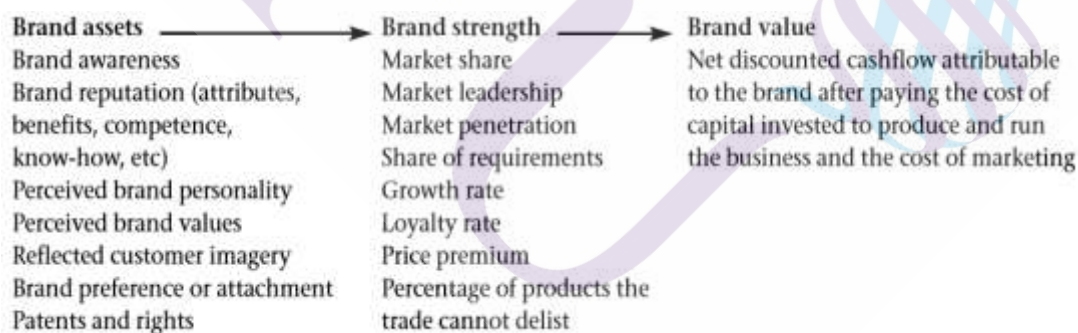 Brand assets
Brand awareness
Brand reputation (attributes,
benefits, competence,
know-how, etc)
Perceived brand personality
Perceived brand values
Reflected customer imagery
Brand preference or attachment
Patents and rights
Brand strength
Market share
Market leadership
Market penetration
Share of requirements
Growth rate
Loyalty rate
Price premium
Percentage of products the
trade cannot delist
Brand value
Net discounted cashflow attributable
to the brand after paying the cost of
capital invested to produce and run
the business and the cost of marketing